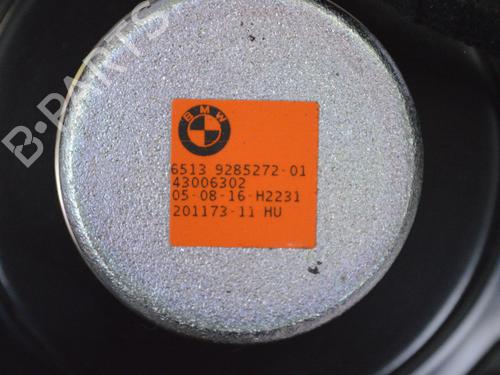 B-PARTS
BMW
6513 9285272-01
43006302
05-08-16-H2231
201173-11 HU